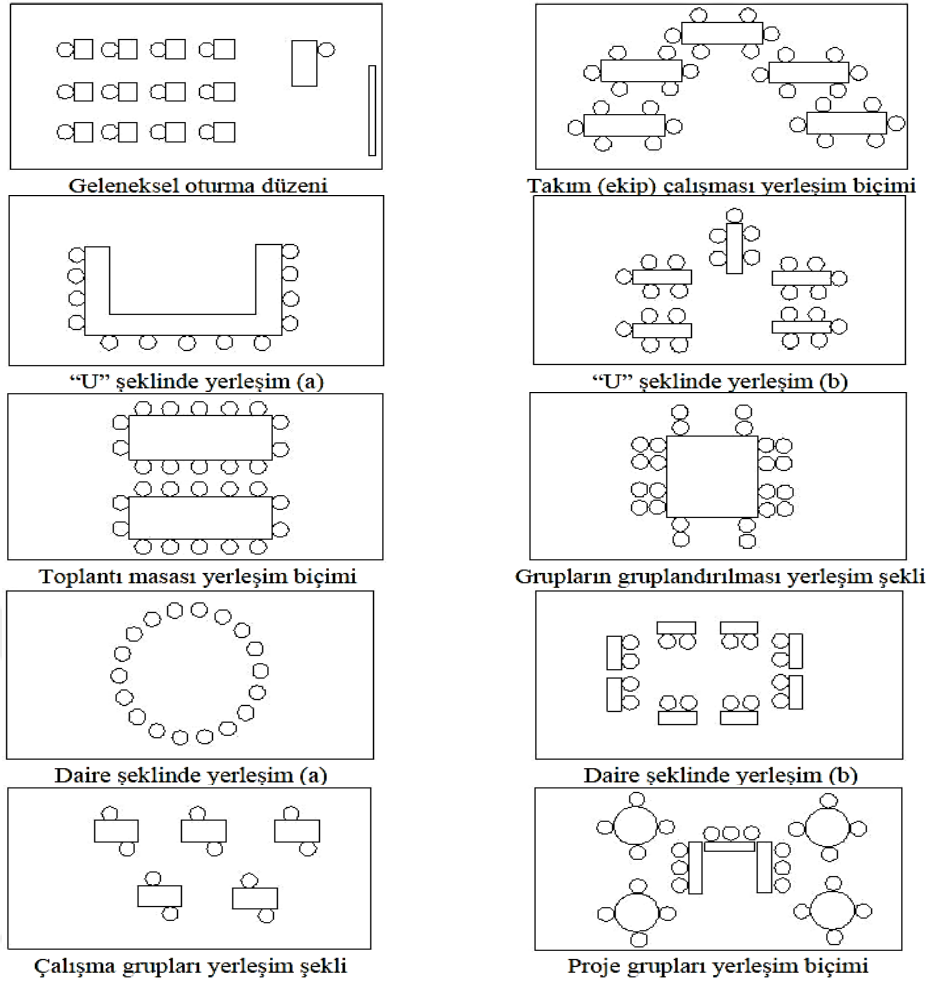 Geleneksel oturma düzeni
Takım (ekip) çalışması yerleşim biçimi
“U” şeklinde yerleşim (a)
“U” şeklinde yerleşim (b)
Toplantı masası yerleşim biçimi
Grupların gruplandırılması yerleşim şekli
Daire şeklinde yerleşim (a)
Daire şeklinde yerleşim (b)
Çalışma grupları yerleşim şekli
Proje grupları yerleşim biçimi